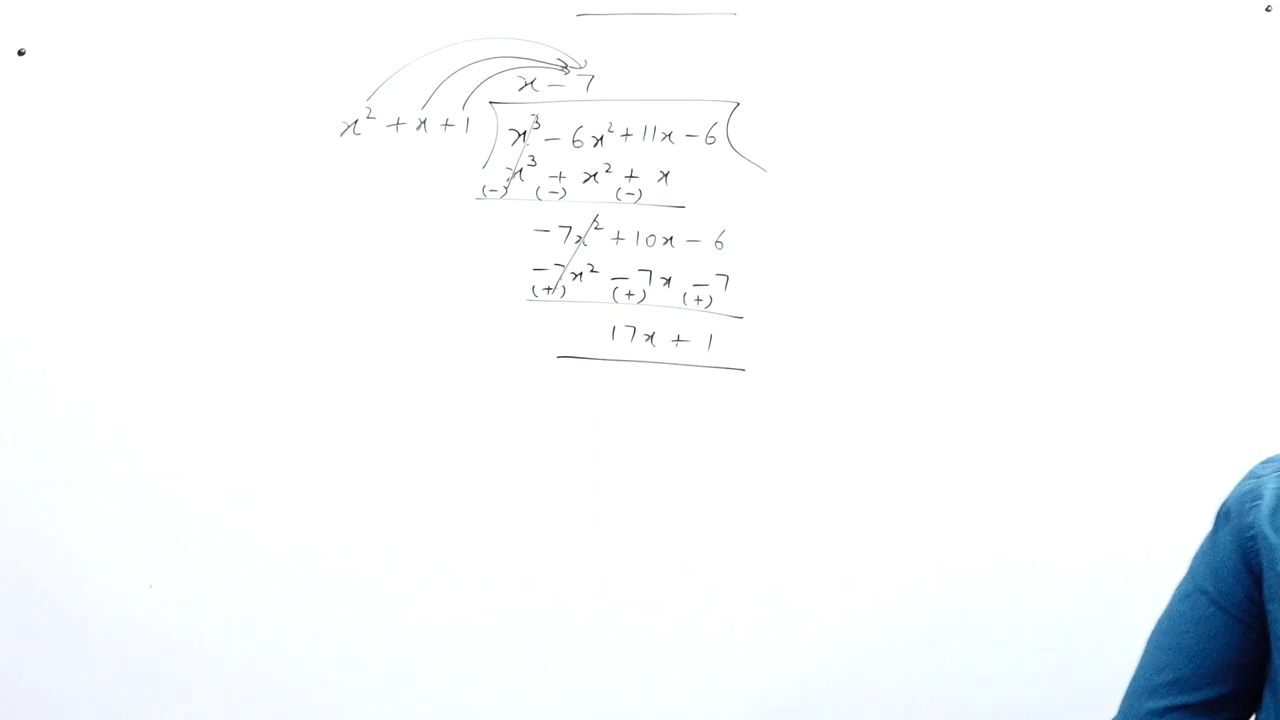 x - 7
x² + x + 1 x³ - 6x² + 11x - 6
x³ + x² + x
(-) (-) (-)
-7x² + 10x - 6
-7x² - 7x - 7
(+) (+) (+)
17x + 1